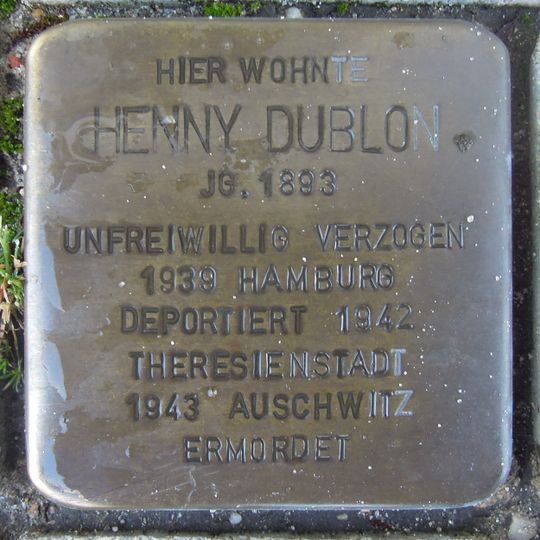 HIER WOHNTE
HENNY DUBLON
JG. 1893
UNFREIWILLIG VERZOGEN
1939 HAMBURG
DEPORTIERT 1942
THERESIENSTADT
1943 AUSCHWITZ
ERMORDET